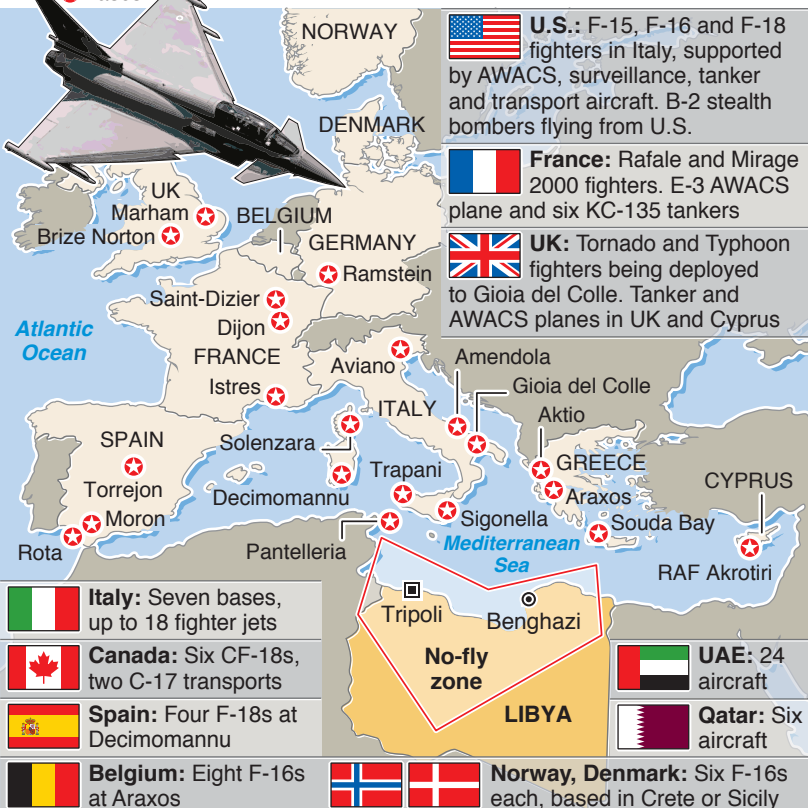 NORWAY
DENMARK
UK
Marham
Brize Norton
BELGIUM
GERMANY
Ramstein
Saint-Dizier
Dijon
FRANCE
Istres
Atlantic
Ocean
Aviano
ITALY
Amendola
Gioia del Colle
Aktio
SPAIN
Torrejon
Moron
Rota
Solenzara
Decimomannu
Trapani
Pantelleria
Sigonella
GREECE
Araxos
Souda Bay
CYPRUS
RAF Akrotiri
Mediterranean
Sea
Tripoli
Benghazi
No-fly
zone
LIBYA
U.S.: F-15, F-16 and F-18
fighters in Italy, supported
by AWACS, surveillance, tanker
and transport aircraft. B-2 stealth
bombers flying from U.S.
France: Rafale and Mirage
2000 fighters. E-3 AWACS
plane and six KC-135 tankers
UK: Tornado and Typhoon
fighters being deployed
to Gioia del Colle. Tanker and
AWACS planes in UK and Cyprus
Italy: Seven bases,
up to 18 fighter jets
Canada: Six CF-18s,
two C-17 transports
Spain: Four F-18s at
Decimomannu
Belgium: Eight F-16s
at Araxos
UAE: 24
aircraft
Qatar: Six
aircraft
Norway, Denmark: Six F-16s
each, based in Crete or Sicily